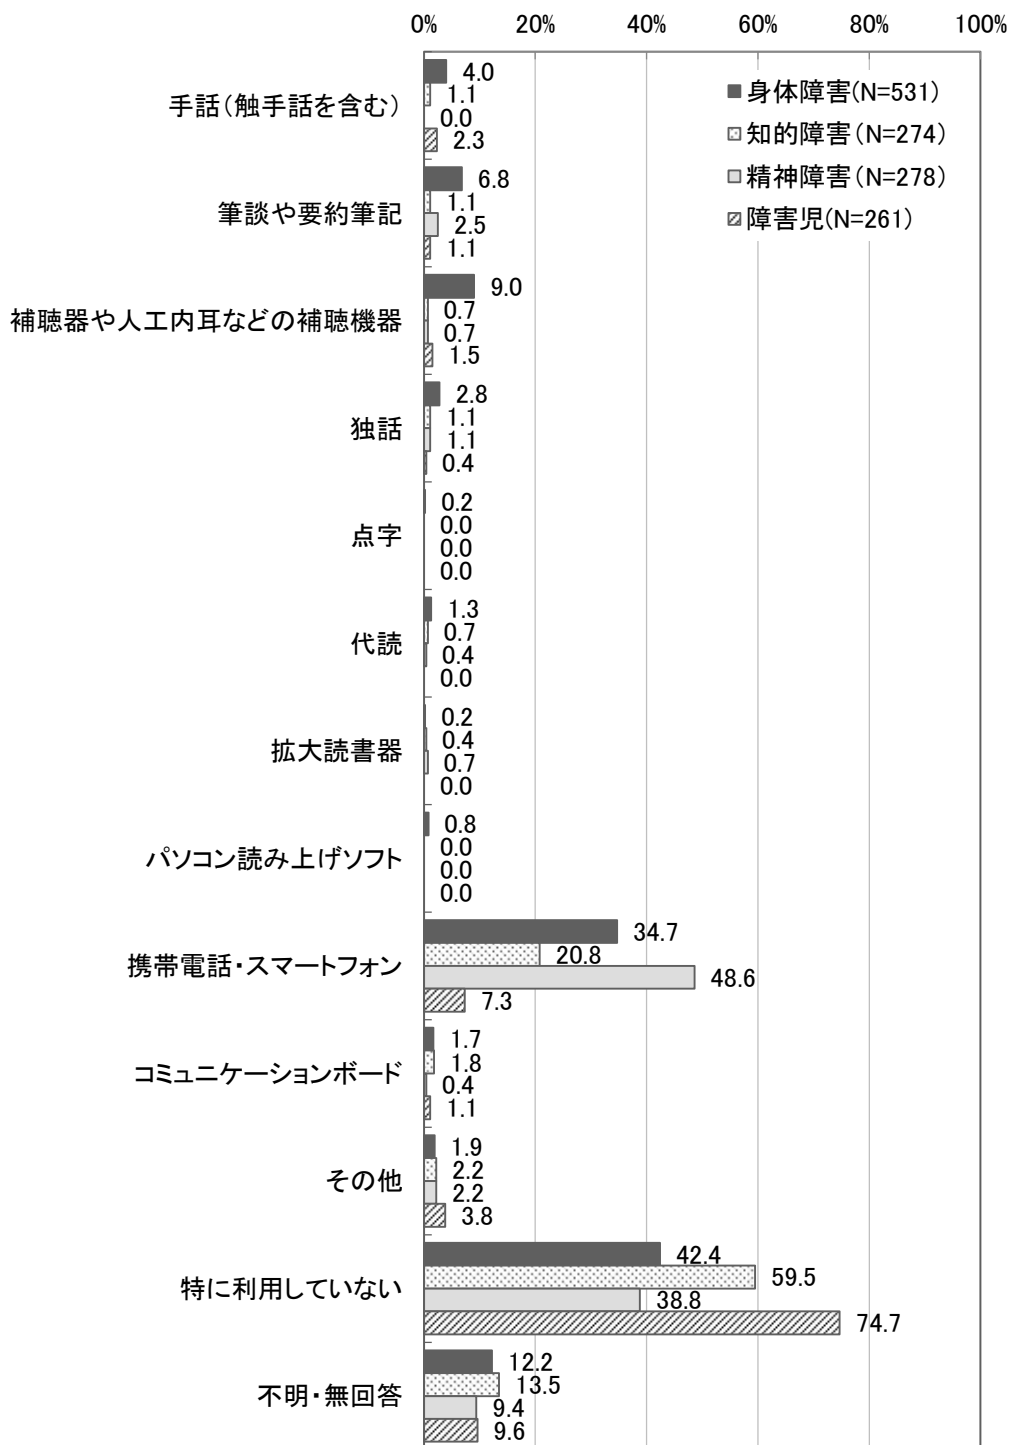 0% 20% 40% 60% 80% 100%
身体障害(N=531)
知的障害(N=274)
精神障害(N=278)
障害児(N=261)
手話(触手話を含む)
4.0
1.1
0.0
2.3
筆談や要約筆記
6.8
1.1
2.5
1.1
補聴器や人工内耳などの補聴機器
9.0
0.7
0.7
1.5
独話
2.8
1.1
1.1
0.4
点字
0.2
0.0
0.0
0.0
代読
1.3
0.7
0.4
0.0
拡大読書器
0.2
0.4
0.7
0.0
パソコン読み上げソフト
0.8
0.0
0.0
0.0
携帯電話・スマートフォン
34.7
20.8
48.6
7.3
コミュニケーションボード
1.7
1.8
0.4
1.1
その他
1.9
2.2
2.2
3.8
特に利用していない
42.4
59.5
38.8
74.7
不明・無回答
12.2
13.5
9.4
9.6